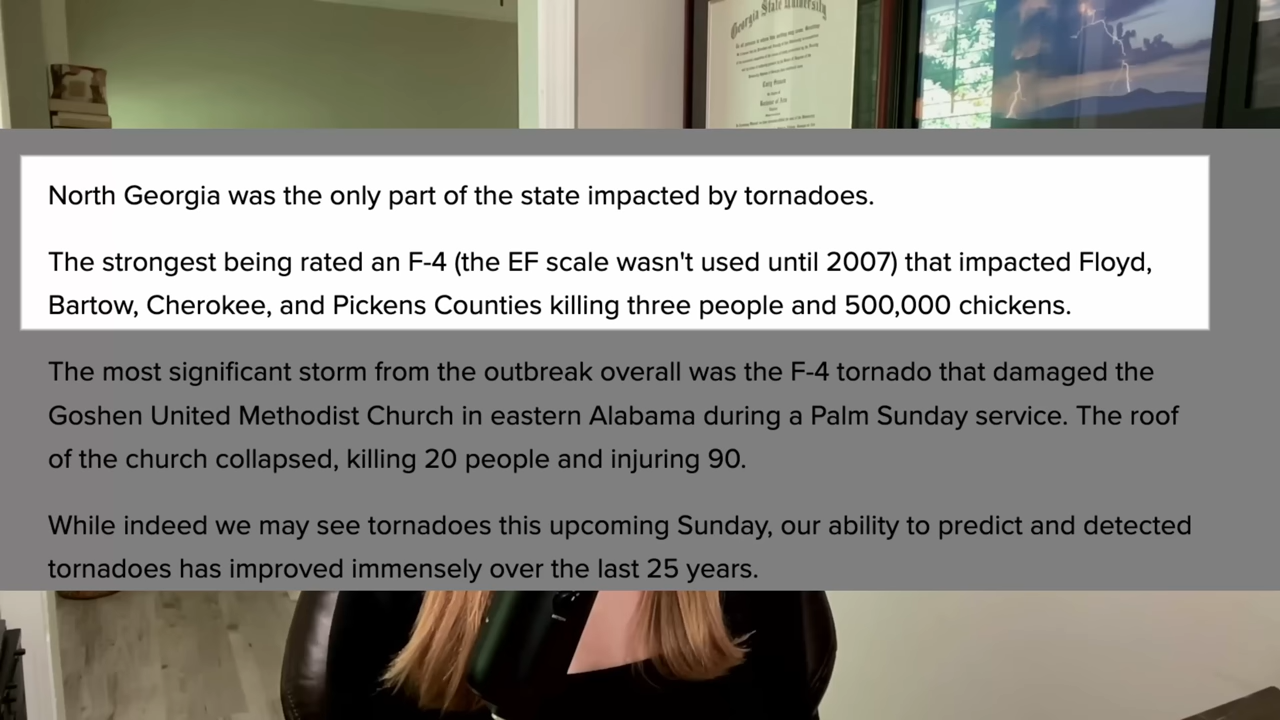 Georgia State University
North Georgia was the only part of the state impacted by tornadoes.
The strongest being rated an F-4 (the EF scale wasn't used until 2007) that impacted Floyd,
Bartow, Cherokee, and Pickens Counties killing three people and 500,000 chickens.
The most significant storm from the outbreak overall was the F-4 tornado that damaged the
Goshen United Methodist Church in eastern Alabama during a Palm Sunday service. The roof
of the church collapsed, killing 20 people and injuring 90.
While indeed we may see tornadoes this upcoming Sunday, our ability to predict and detected
tornadoes has improved immensely over the last 25 years.